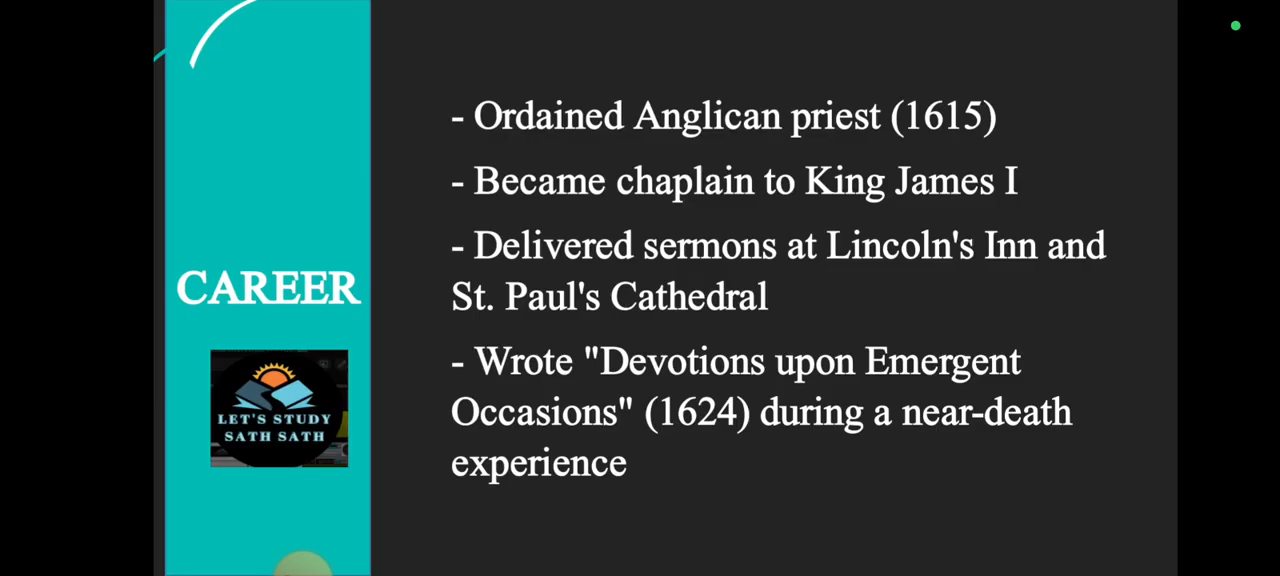 CAREER
LET'S STUDY
SATH SATH
- Ordained Anglican priest (1615)
- Became chaplain to King James I
- Delivered sermons at Lincoln's Inn and
St. Paul's Cathedral
- Wrote "Devotions upon Emergent
Occasions" (1624) during a near-death
experience